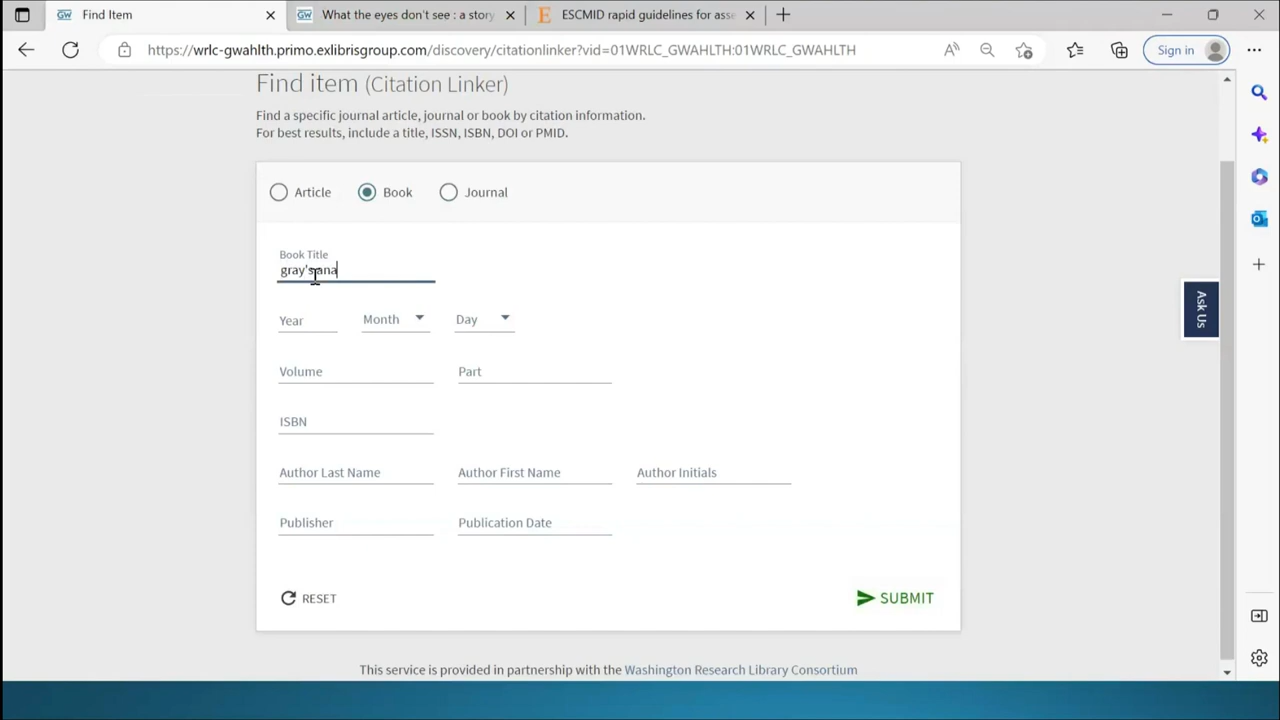 Find Item
What the eyes don't see : a story
ESCMID rapid guidelines for asse
https://wrlc-gwahlth.primo.exlibrisgroup.com/discovery/citationlinker?vid=01WRLC_GWAHLTH:01WRLC_GWAHLTH
Sign in
Find item (Citation Linker)
Find a specific journal article, journal or book by citation information.
For best results, include a title, ISSN, ISBN, DOI or PMID.
Article Book Journal
Book Title
gray's ana
Year Month Day
Volume Part
ISBN
Author Last Name Author First Name Author Initials
Publisher Publication Date
RESET SUBMIT
This service is provided in partnership with the Washington Research Library Consortium
Ask Us